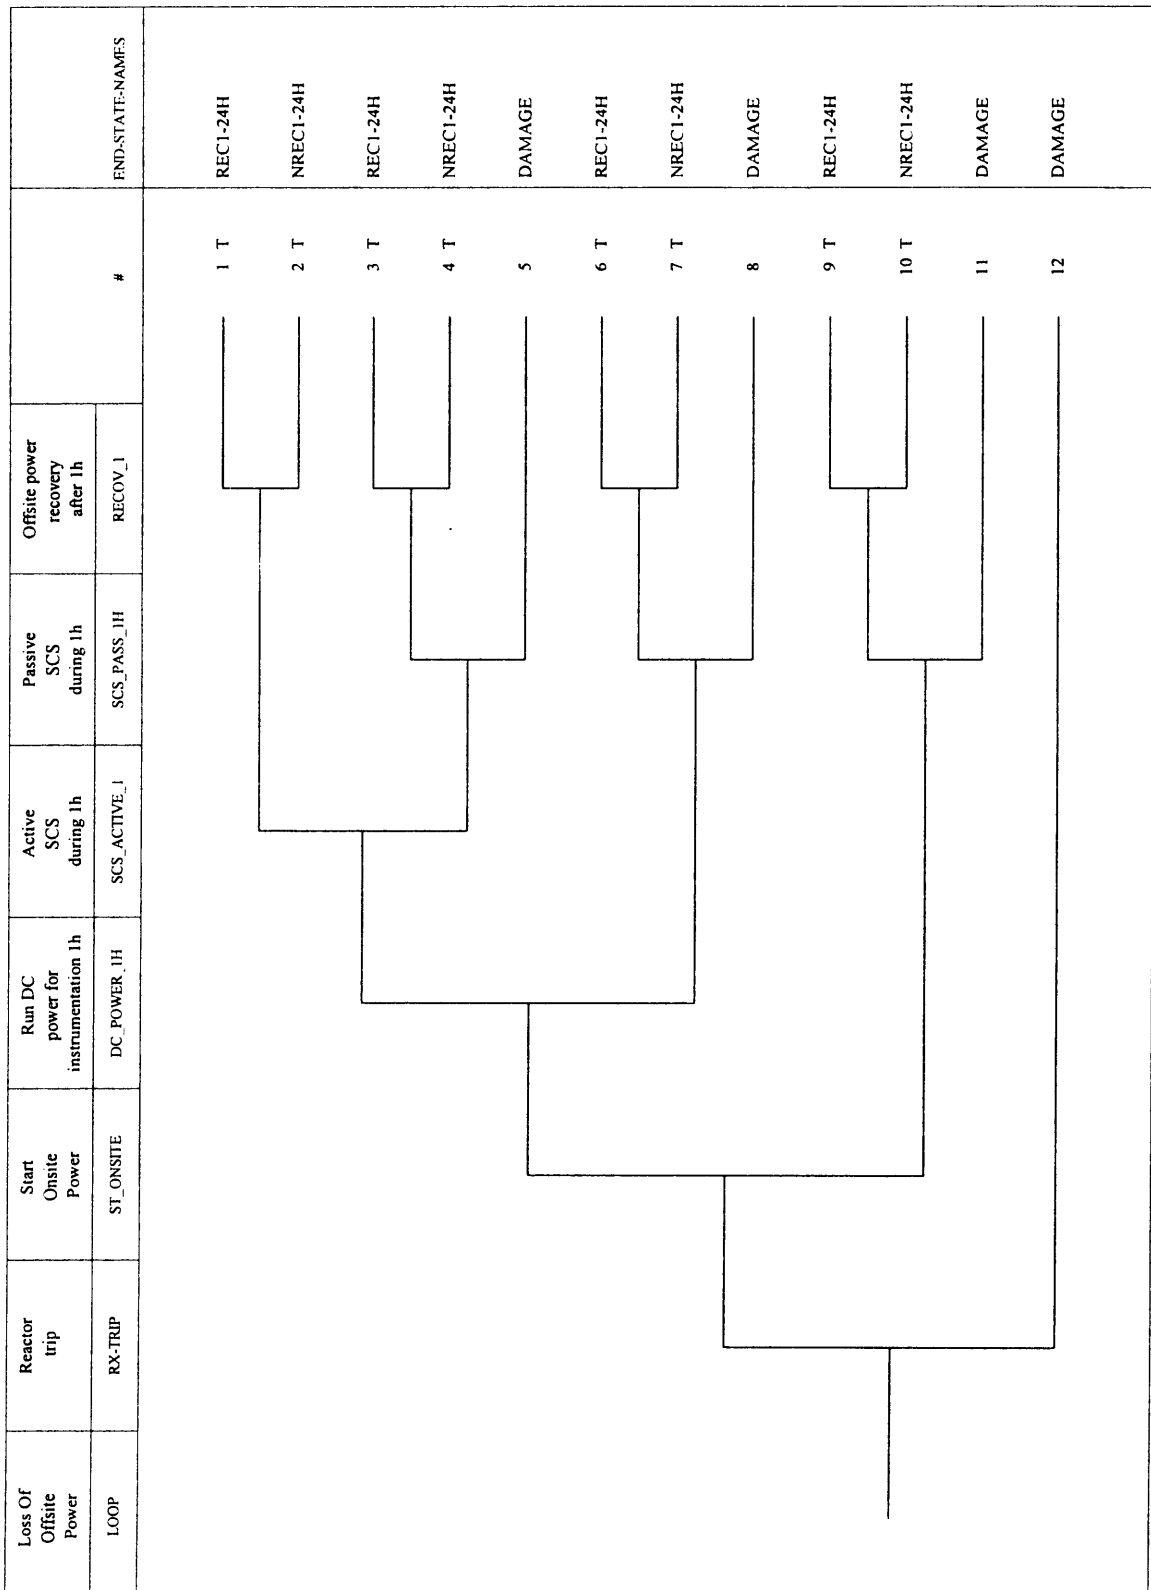 Loss Of
Offsite
Power
Reactor
trip
Start
Onsite
Power
Run DC
power for
instrumentation 1h
Active
SCS
during 1h
Passive
SCS
during 1h
Offsite power
recovery
after 1h
LOOP
RX-TRIP
ST_ONSITE
DC_POWER_1H
SCS_ACTIVE_1
SCS_PASS_1H
RECOV_1
#
END-STATE-NAMES
1 T REC1-24H
2 T NREC1-24H
3 T REC1-24H
4 T NREC1-24H
5 DAMAGE
6 T REC1-24H
7 T NREC1-24H
8 DAMAGE
9 T REC1-24H
10 T NREC1-24H
11 DAMAGE
12 DAMAGE